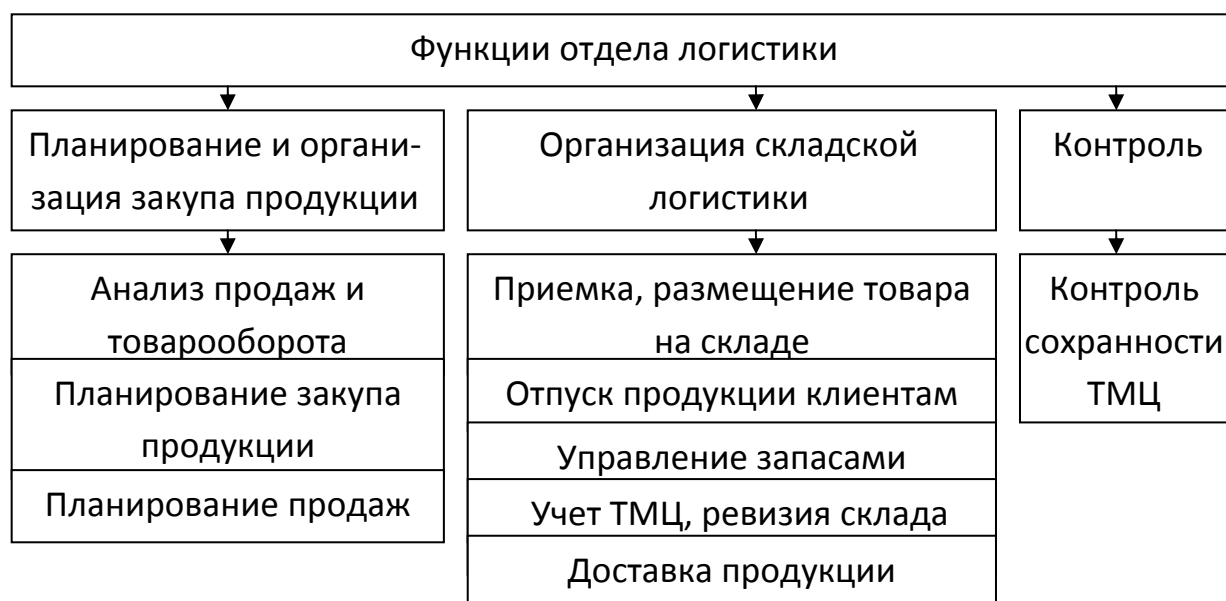 Функции отдела логистики
Планирование и органи-
зация закупа продукции
Организация складской
логистики
Контроль
Анализ продаж и
товарооборота
Планирование закупа
продукции
Планирование продаж
Приемка, размещение товара
на складе
Отпуск продукции клиентам
Управление запасами
Учет ТМЦ, ревизия склада
Доставка продукции
Контроль
сохранности
ТМЦ